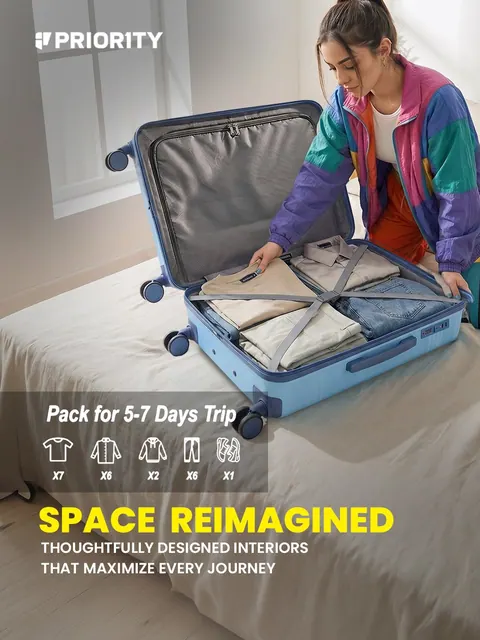 PRIORITY
Pack for 5-7 Days Trip
X7 X6 X2 X6 X1
SPACE REIMAGINED
THOUGHTFULLY DESIGNED INTERIORS
THAT MAXIMIZE EVERY JOURNEY